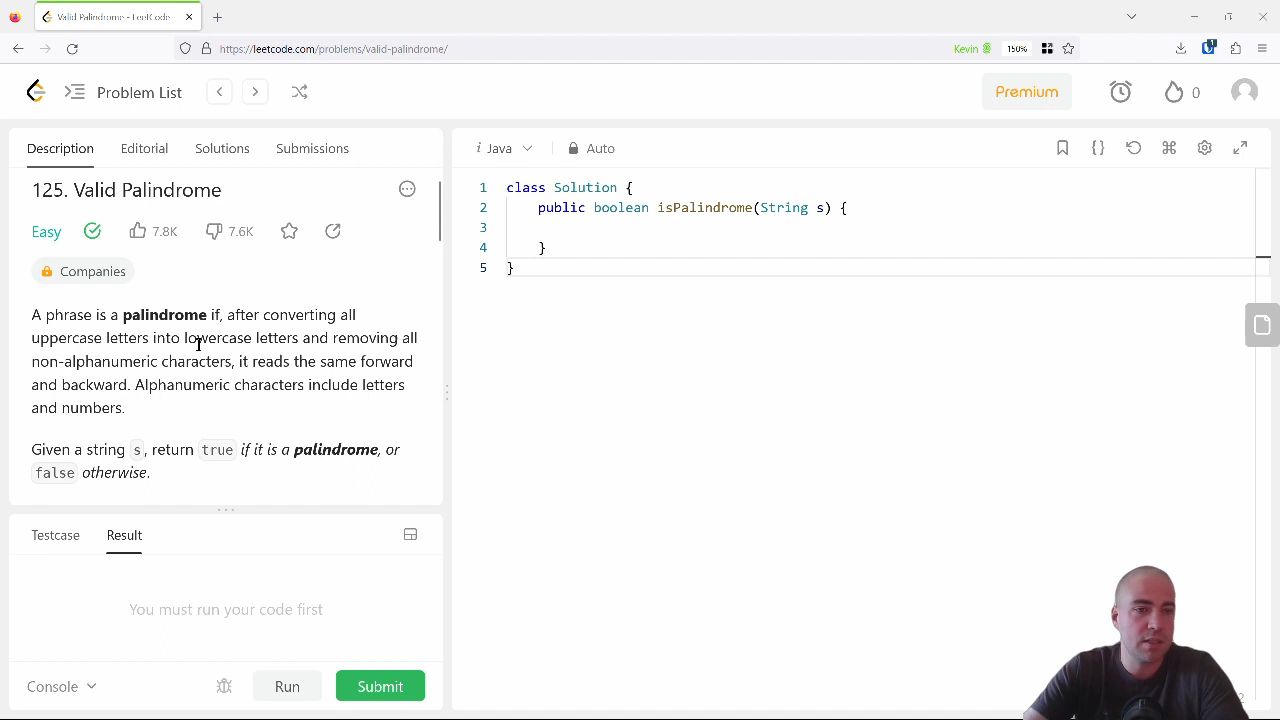 Valid Palindrome - LeetCode
https://leetcode.com/problems/valid-palindrome/
Kevin
150%
1
Problem List
Premium
0
Description
Editorial
Solutions
Submissions
125. Valid Palindrome
Easy
7.8K
7.6K
Companies
A phrase is a palindrome if, after converting all
uppercase letters into lowercase letters and removing all
non-alphanumeric characters, it reads the same forward
and backward. Alphanumeric characters include letters
and numbers.
Given a string s, return true if it is a palindrome, or
false otherwise.
Testcase
Result
You must run your code first
Console
Run
Submit
i Java
Auto
1 class Solution {
2 public boolean isPalindrome(String s) {
3
4 }
5 }